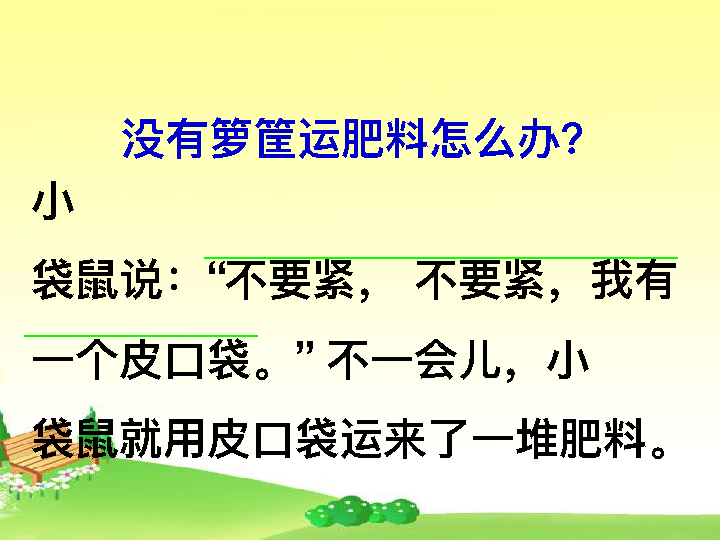 没有箩筐运肥料怎么办？
小
袋鼠说：“不要紧， 不要紧，我有
一个皮口袋。” 不一会儿，小
袋鼠就用皮口袋运来了一堆肥料。